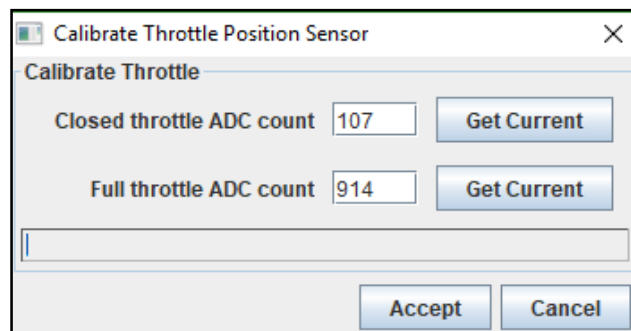 Calibrate Throttle Position Sensor
Calibrate Throttle
Closed throttle ADC count 107 Get Current
Full throttle ADC count 914 Get Current
Accept Cancel